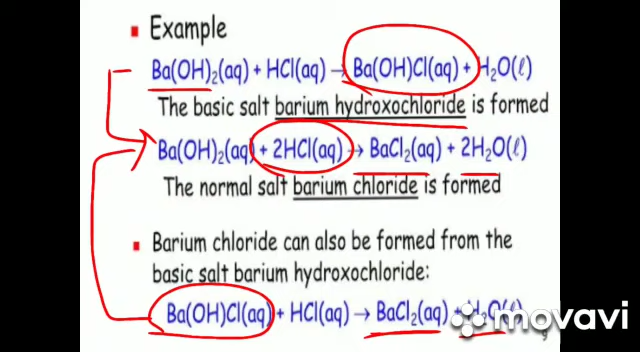 Example
Ba(OH)₂(aq) + HCl(aq) → Ba(OH)Cl(aq) + H₂O(ℓ)
The basic salt barium hydroxochloride is formed
Ba(OH)₂(aq) + 2HCl(aq) → BaCl₂(aq) + 2H₂O(ℓ)
The normal salt barium chloride is formed
Barium chloride can also be formed from the
basic salt barium hydroxochloride:
Ba(OH)Cl(aq) + HCl(aq) → BaCl₂(aq) + H₂O(ℓ)
movavi